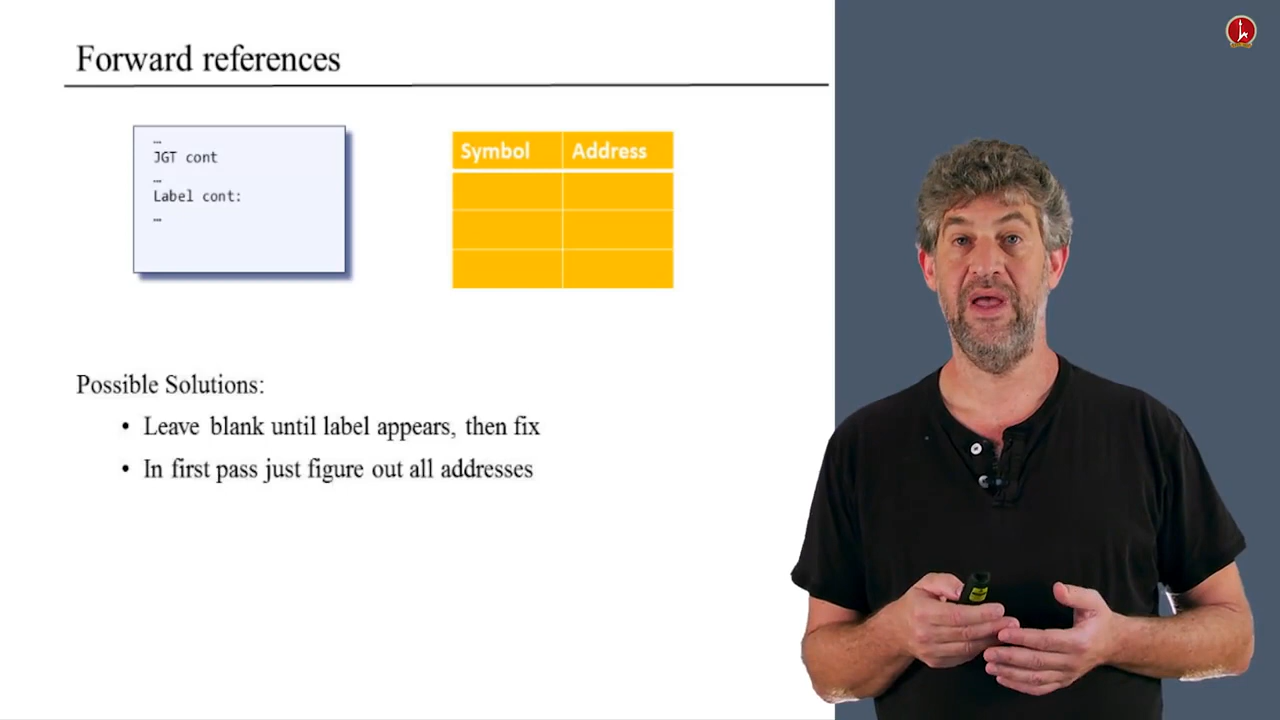 Forward references
…
JGT cont
…
Label cont:
…
Symbol Address
Possible Solutions:
• Leave blank until label appears, then fix
• In first pass just figure out all addresses